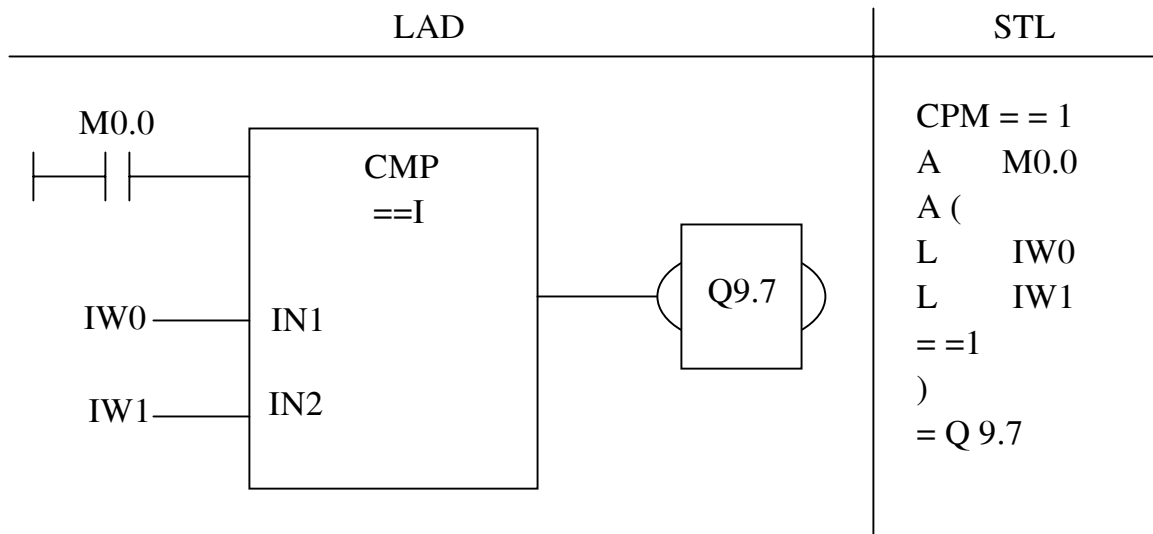 LAD
STL
M0.0
CMP
==I
IW0
IN1
IW1
IN2
Q9.7
CPM = = 1
A M0.0
A (
L IW0
L IW1
= =1
)
= Q 9.7